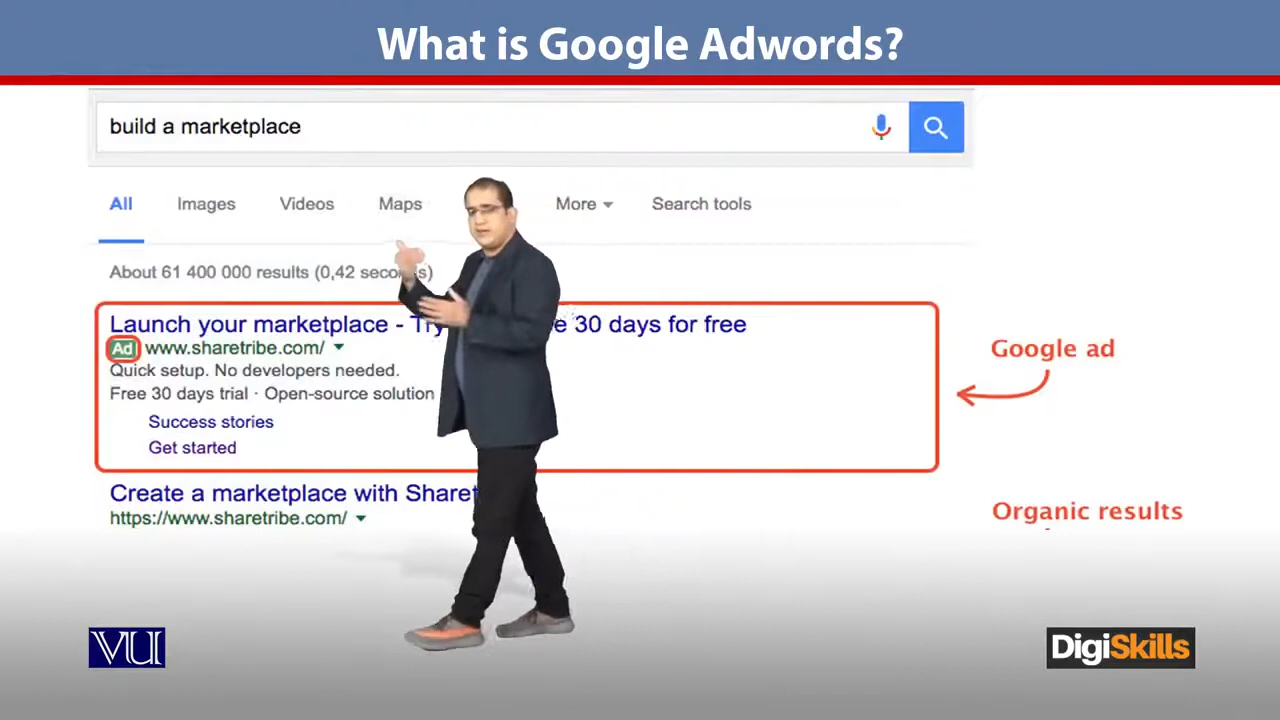 What is Google Adwords?
build a marketplace
All Images Videos Maps More Search tools
About 61 400 000 results (0,42 seconds)
Launch your marketplace - Try e 30 days for free
Ad www.sharetribe.com/
Quick setup. No developers needed.
Free 30 days trial · Open-source solution
Success stories
Get started
Google ad
Create a marketplace with Sharet
https://www.sharetribe.com/
Organic results
VU
DigiSkills